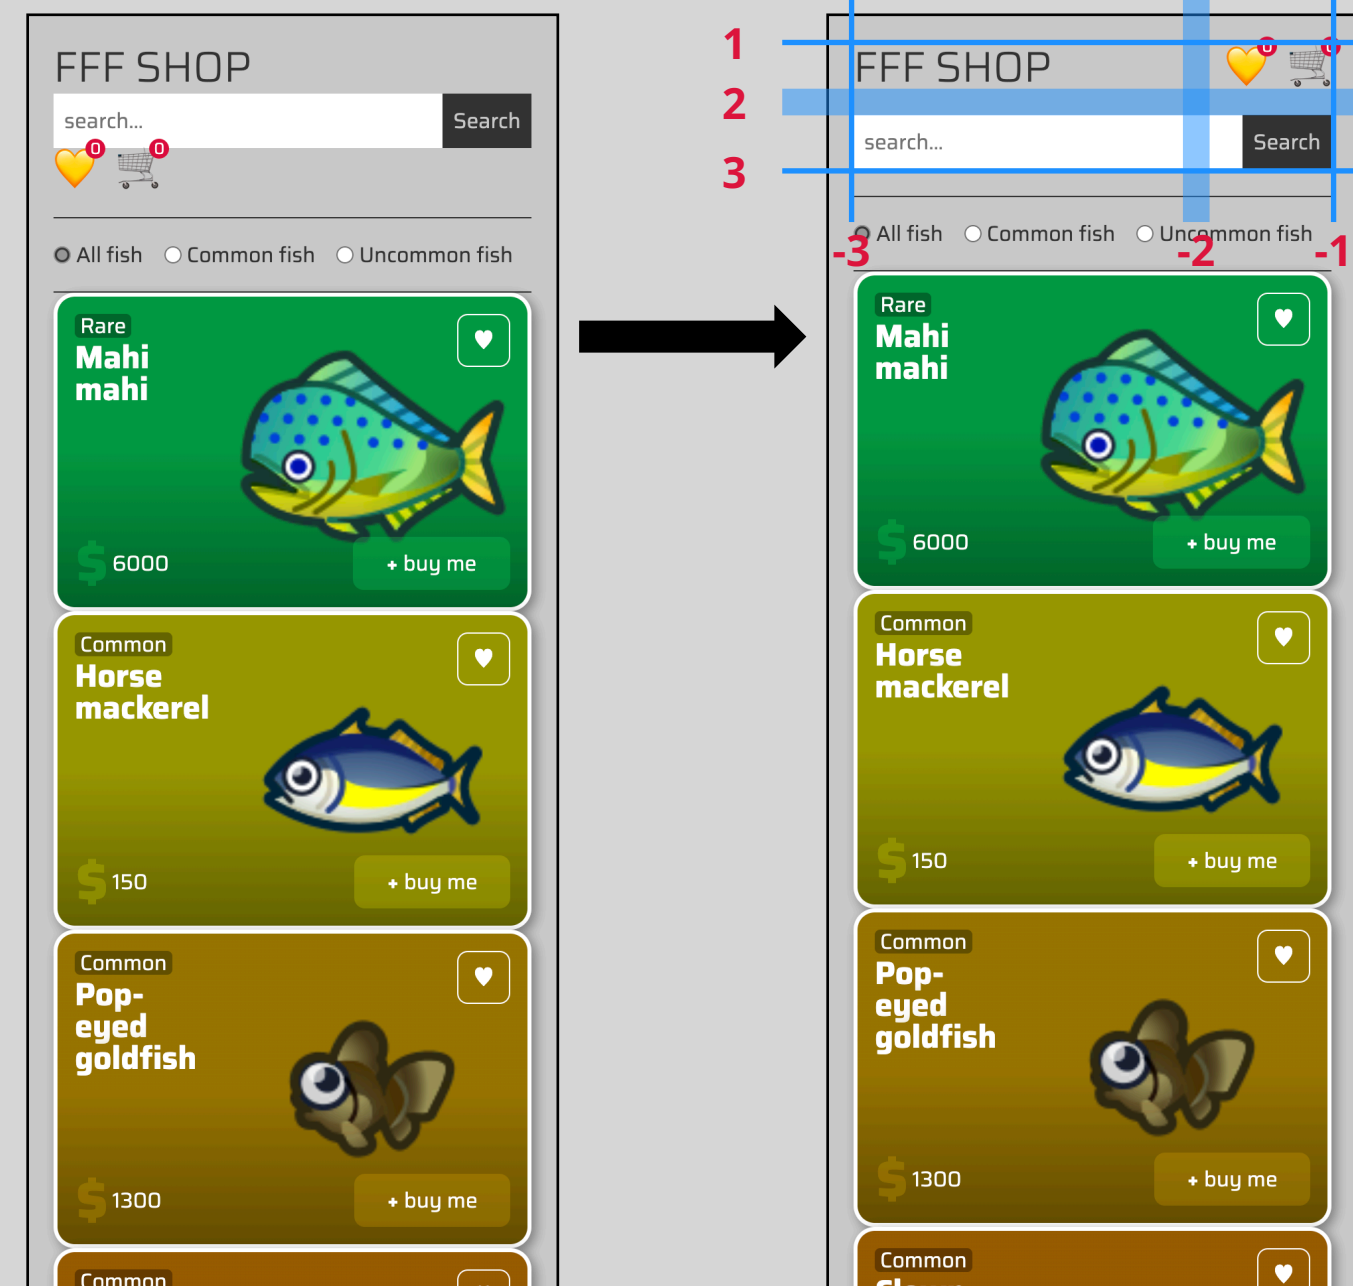 FFF SHOP
search...
Search
0
0
All fish
Common fish
Uncommon fish
Rare
Mahi
mahi
$ 6000
+ buy me
Common
Horse
mackerel
$ 150
+ buy me
Common
Pop-
eyed
goldfish
$ 1300
+ buy me
Common
1
2
3
FFF SHOP
0
0
search...
Search
All fish
Common fish
Uncommon fish
-3
-2
-1
Rare
Mahi
mahi
$ 6000
+ buy me
Common
Horse
mackerel
$ 150
+ buy me
Common
Pop-
eyed
goldfish
$ 1300
+ buy me
Common